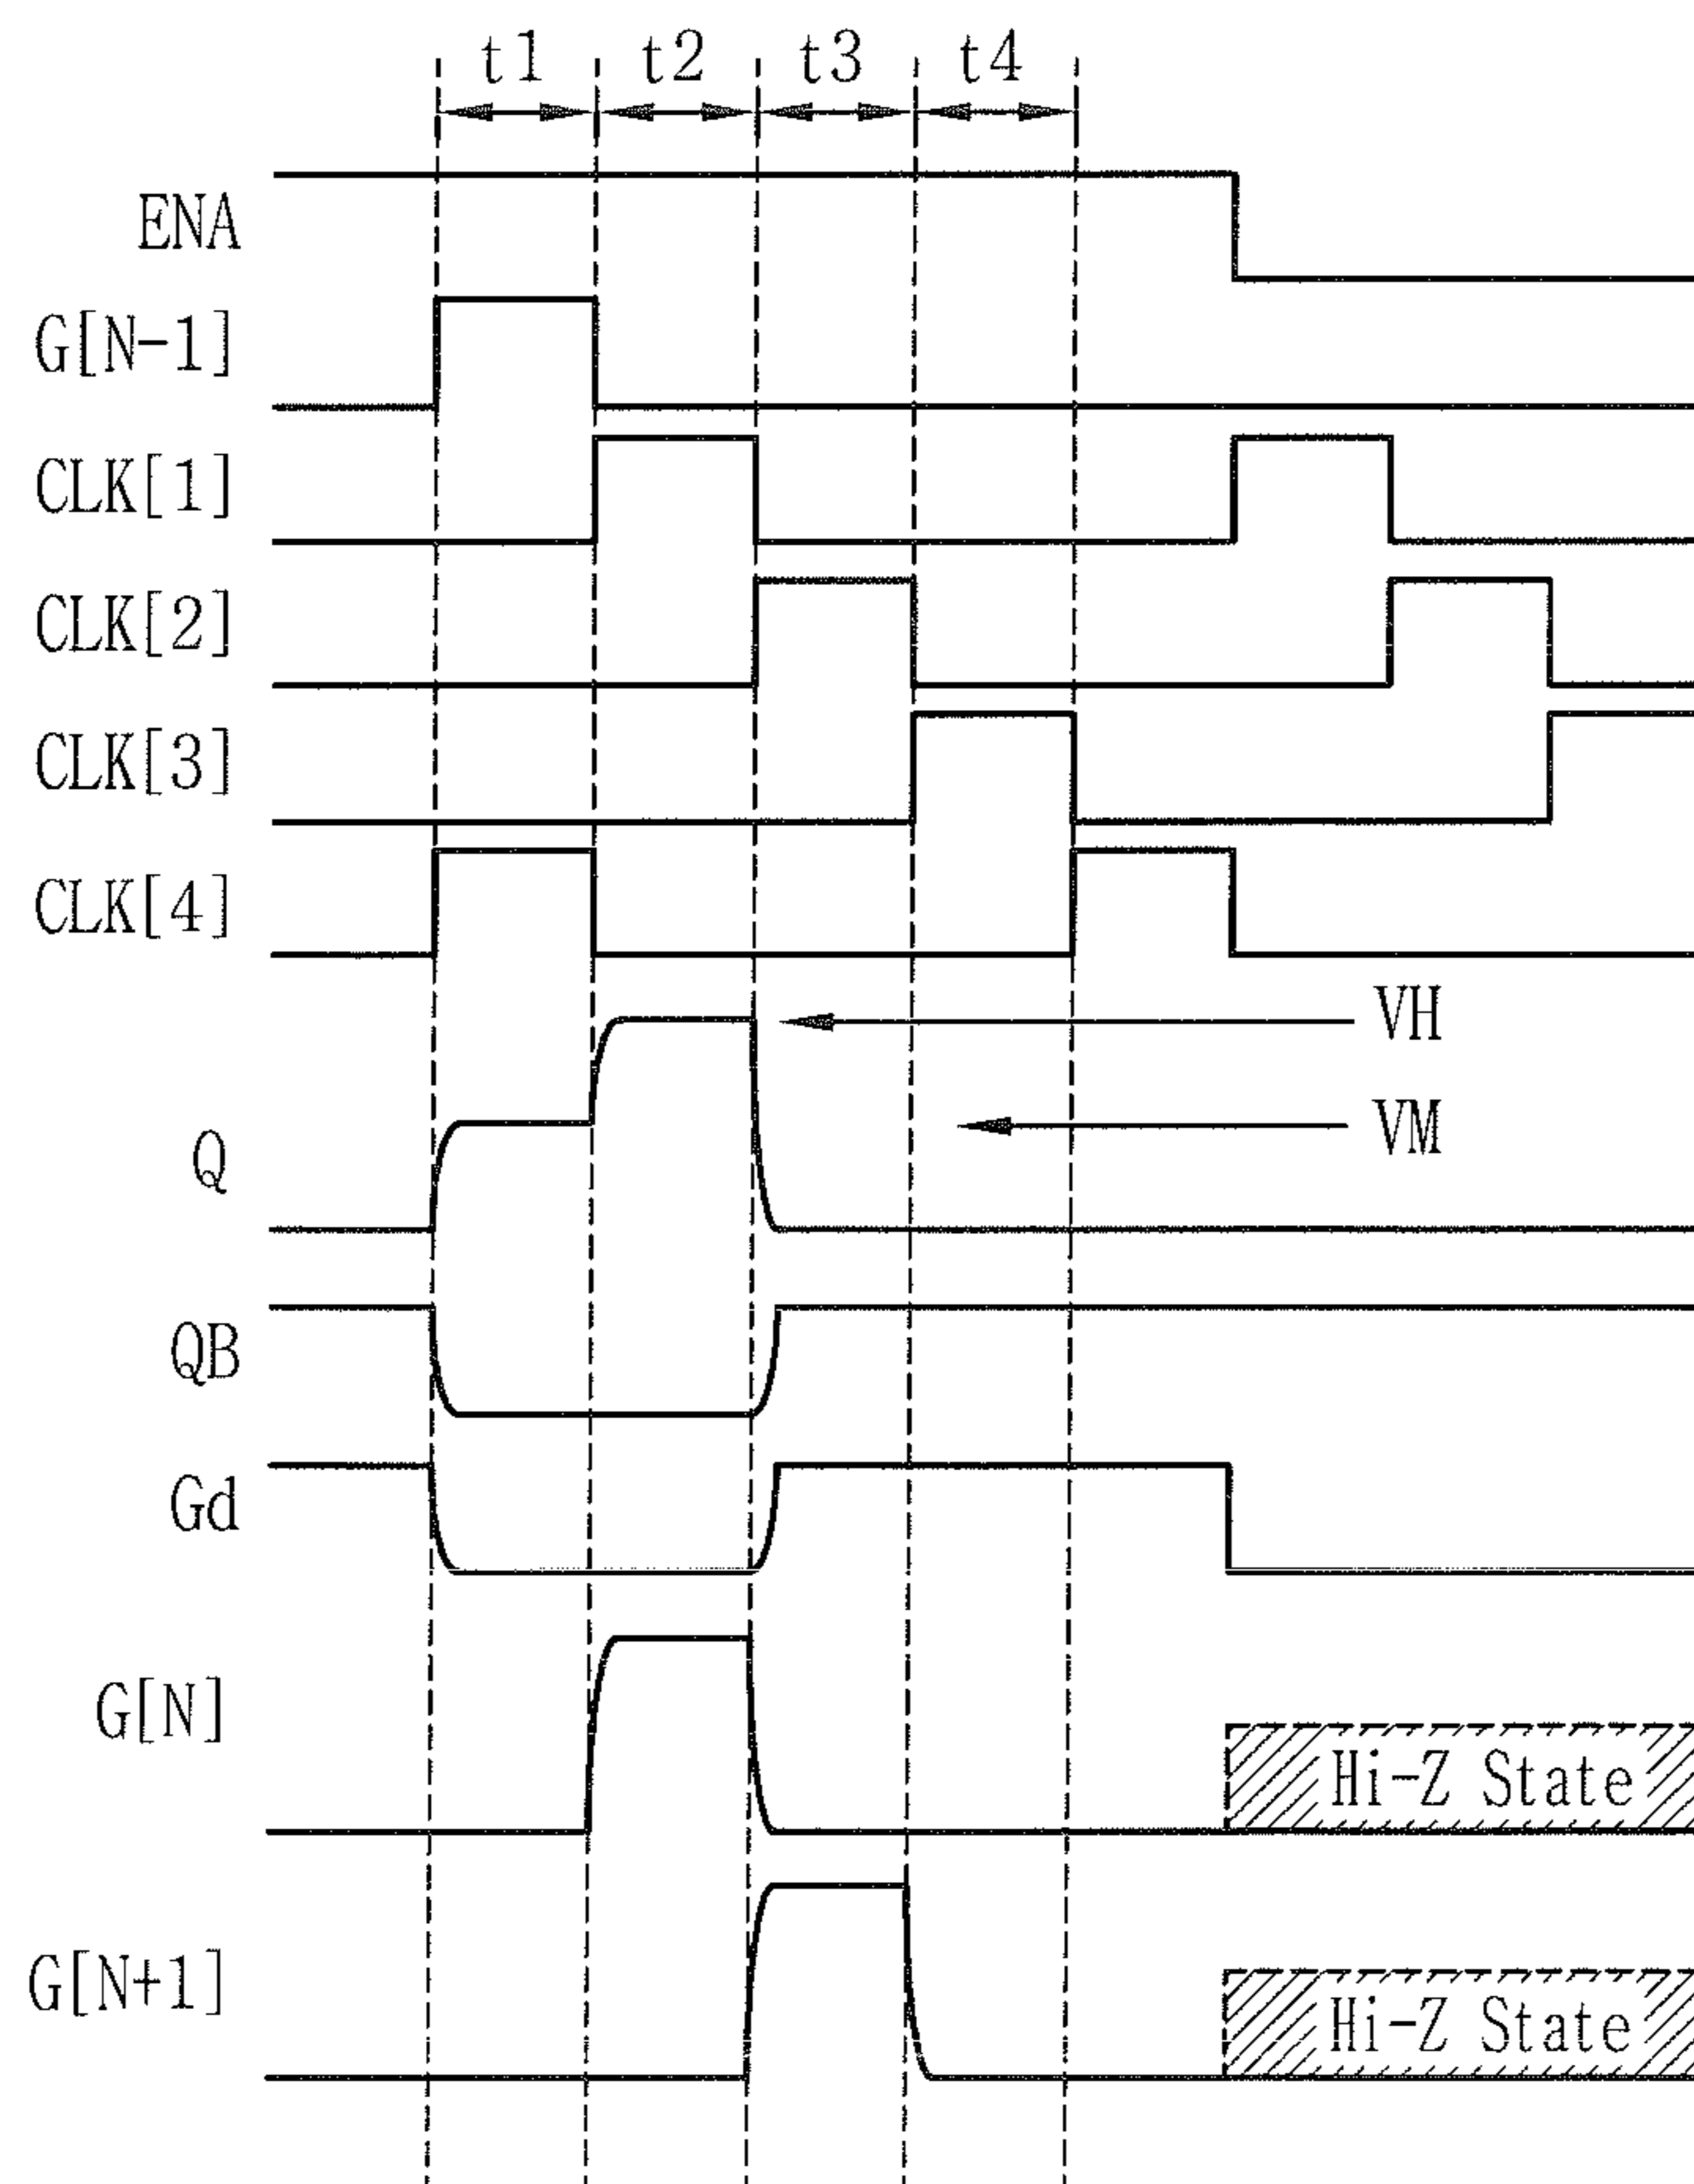 t1 t2 t3 t4
ENA
G[N-1]
CLK[1]
CLK[2]
CLK[3]
CLK[4]
VH
VM
Q
QB
Gd
G[N]
Hi-Z State
G[N+1]
Hi-Z State